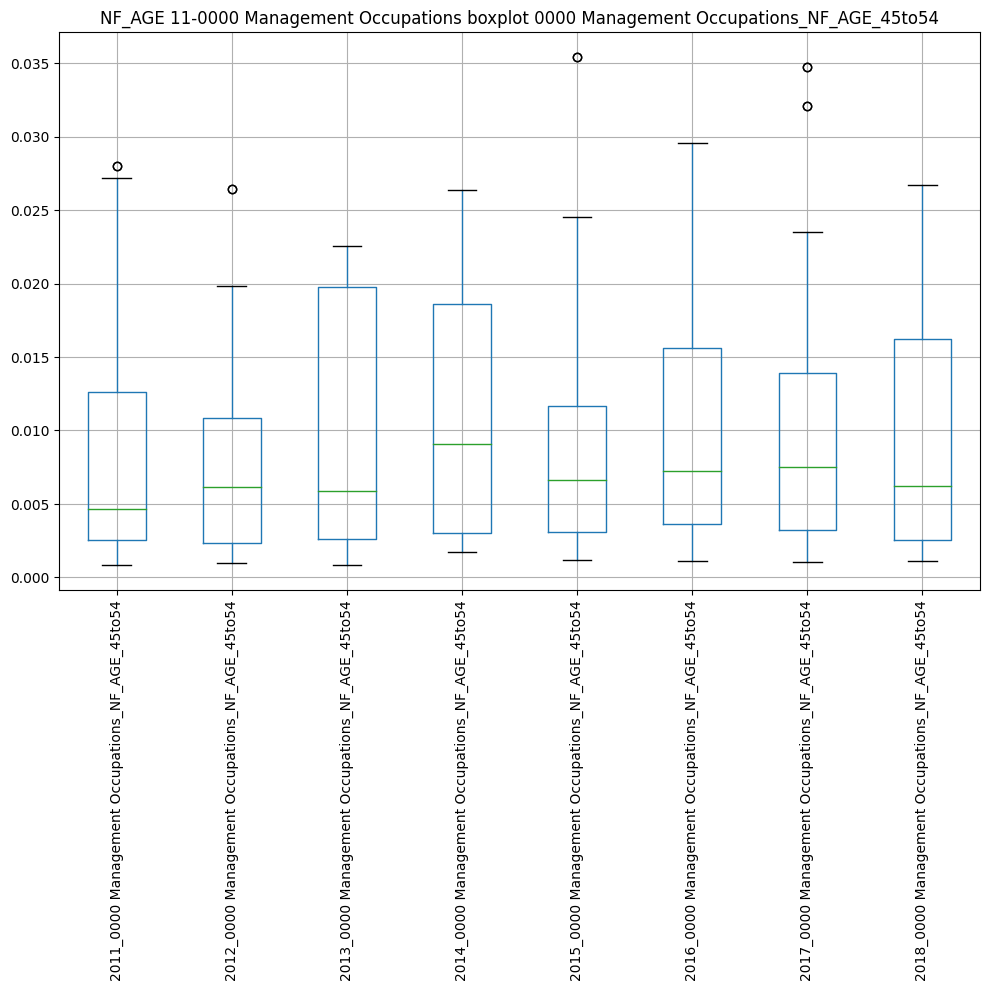 NF_AGE 11-0000 Management Occupations boxplot 0000 Management Occupations_NF_AGE_45to54
0.035
0.030
0.025
0.020
0.015
0.010
0.005
0.000
2011_0000 Management Occupations_NF_AGE_45to54
2012_0000 Management Occupations_NF_AGE_45to54
2013_0000 Management Occupations_NF_AGE_45to54
2014_0000 Management Occupations_NF_AGE_45to54
2015_0000 Management Occupations_NF_AGE_45to54
2016_0000 Management Occupations_NF_AGE_45to54
2017_0000 Management Occupations_NF_AGE_45to54
2018_0000 Management Occupations_NF_AGE_45to54